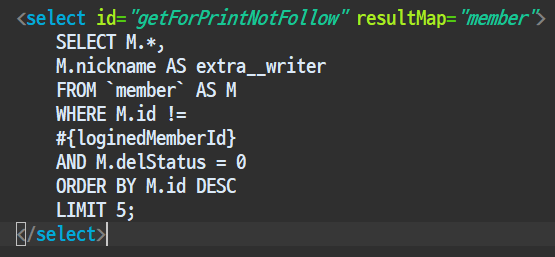 <select id="getForPrintNotFollow" resultMap="member">
SELECT M.*,
M.nickname AS extra__writer
FROM `member` AS M
WHERE M.id !=
#{loginedMemberId}
AND M.delStatus = 0
ORDER BY M.id DESC
LIMIT 5;
</select>